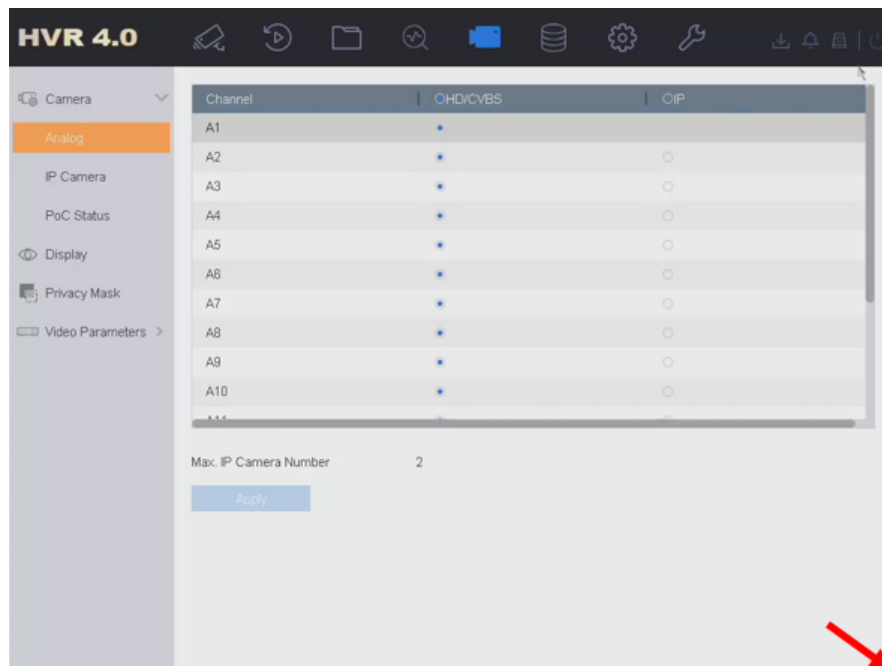 HVR 4.0
Camera
Analog
IP Camera
PoC Status
Display
Privacy Mask
Video Parameters
Channel HD/CVBS IP
A1
A2
A3
A4
A5
A6
A7
A8
A9
A10
Max. IP Camera Number 2
Apply